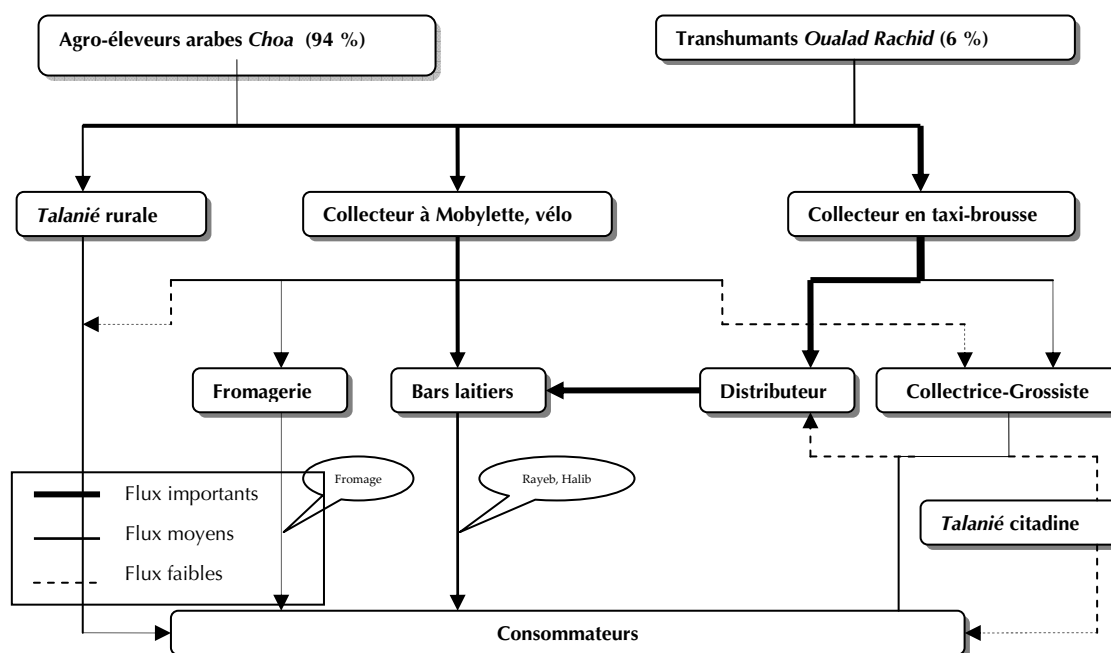 Agro-éleveurs arabes Choa (94 %)
Transhumants Oualad Rachid (6 %)
Talanié rurale
Collecteur à Mobylette, vélo
Collecteur en taxi-brousse
Fromagerie
Bars laitiers
Distributeur
Collectrice-Grossiste
Fromage
Rayeb, Halib
Flux importants
Flux moyens
Flux faibles
Talanié citadine
Consommateurs